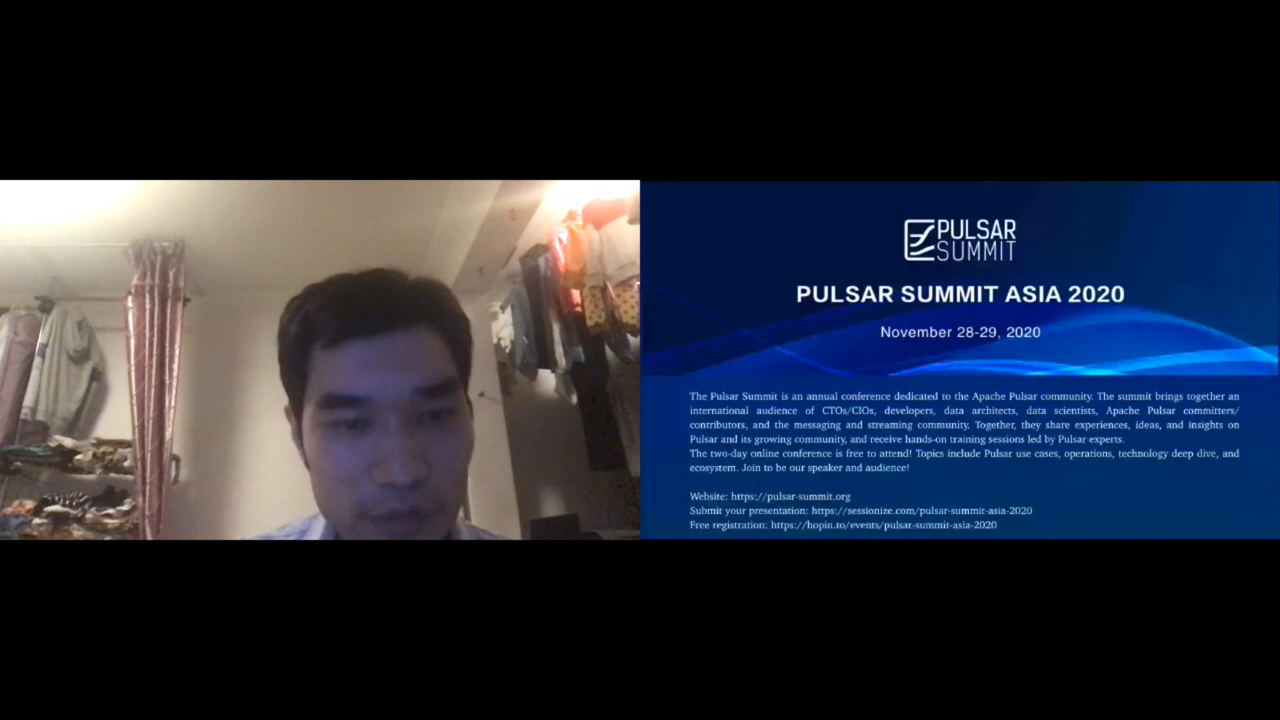 PULSAR
SUMMIT
PULSAR SUMMIT ASIA 2020
November 28-29, 2020
The Pulsar Summit is an annual conference dedicated to the Apache Pulsar community. The summit brings together an
international audience of CTOs/CIOs, developers, data architects, data scientists, Apache Pulsar committers/
contributors, and the messaging and streaming community. Together, they share experiences, ideas, and insights on
Pulsar and its growing community, and receive hands-on training sessions led by Pulsar experts.
The two-day online conference is free to attend! Topics include Pulsar use cases, operations, technology deep dive, and
ecosystem. Join to be our speaker and audience!
Website: https://pulsar-summit.org
Submit your presentation: https://sessionize.com/pulsar-summit-asia-2020
Free registration: https://hopin.to/events/pulsar-summit-asia-2020